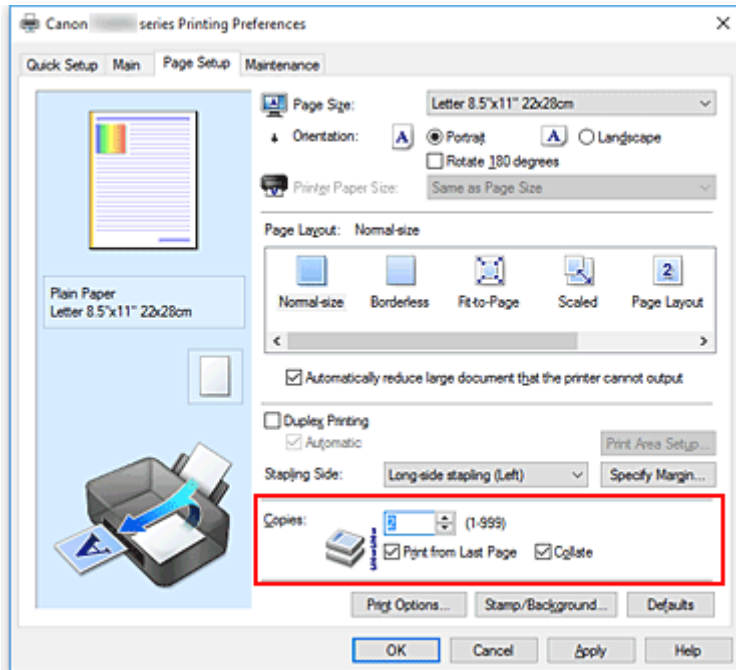 Canon series Printing Preferences
Quick Setup Main Page Setup Maintenance
Page Size: Letter 8.5"x11" 22x28cm
Orientation: A Portrait A Landscape
Rotate 180 degrees
Printer Paper Size: Same as Page Size
Page Layout: Normal-size
2
Normal-size Borderless Fit-to-Page Scaled Page Layout
Plain Paper
Letter 8.5"x11" 22x28cm
Automatically reduce large document that the printer cannot output
Duplex Printing
Automatic Print Area Setup...
Stapling Side: Long-side stapling (Left) Specify Margin...
Copies: 2 (1-999)
Print from Last Page Collate
A
Print Options... Stamp/Background... Defaults
OK Cancel Apply Help